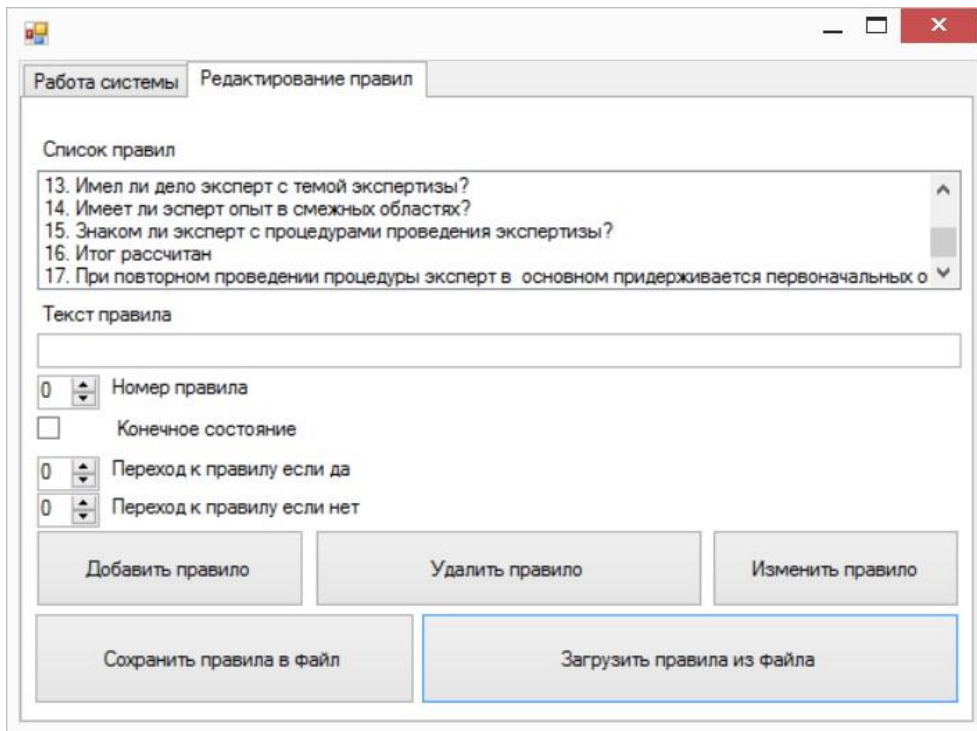 Работа системы Редактирование правил
Список правил
13. Имел ли дело эксперт с темой экспертизы?
14. Имеет ли эсперт опыт в смежных областях?
15. Знаком ли эксперт с процедурами проведения экспертизы?
16. Итог рассчитан
17. При повторном проведении процедуры эксперт в основном придерживается первоначальных о
Текст правила
0 Номер правила
Конечное состояние
0 Переход к правилу если да
0 Переход к правилу если нет
Добавить правило Удалить правило Изменить правило
Сохранить правила в файл Загрузить правила из файла